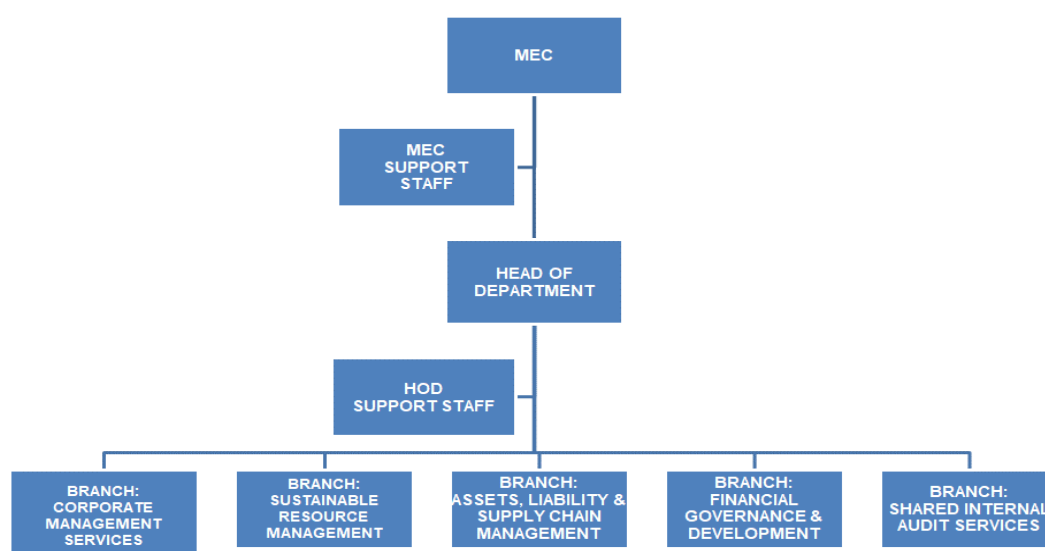 MEC
MEC
SUPPORT
STAFF
HEAD OF
DEPARTMENT
HOD
SUPPORT STAFF
BRANCH:
CORPORATE
MANAGEMENT
SERVICES
BRANCH:
SUSTAINABLE
RESOURCE
MANAGEMENT
BRANCH:
ASSETS, LIABILITY &
SUPPLY CHAIN
MANAGEMENT
BRANCH:
FINANCIAL
GOVERNANCE &
DEVELOPMENT
BRANCH:
SHARED INTERNAL
AUDIT SERVICES